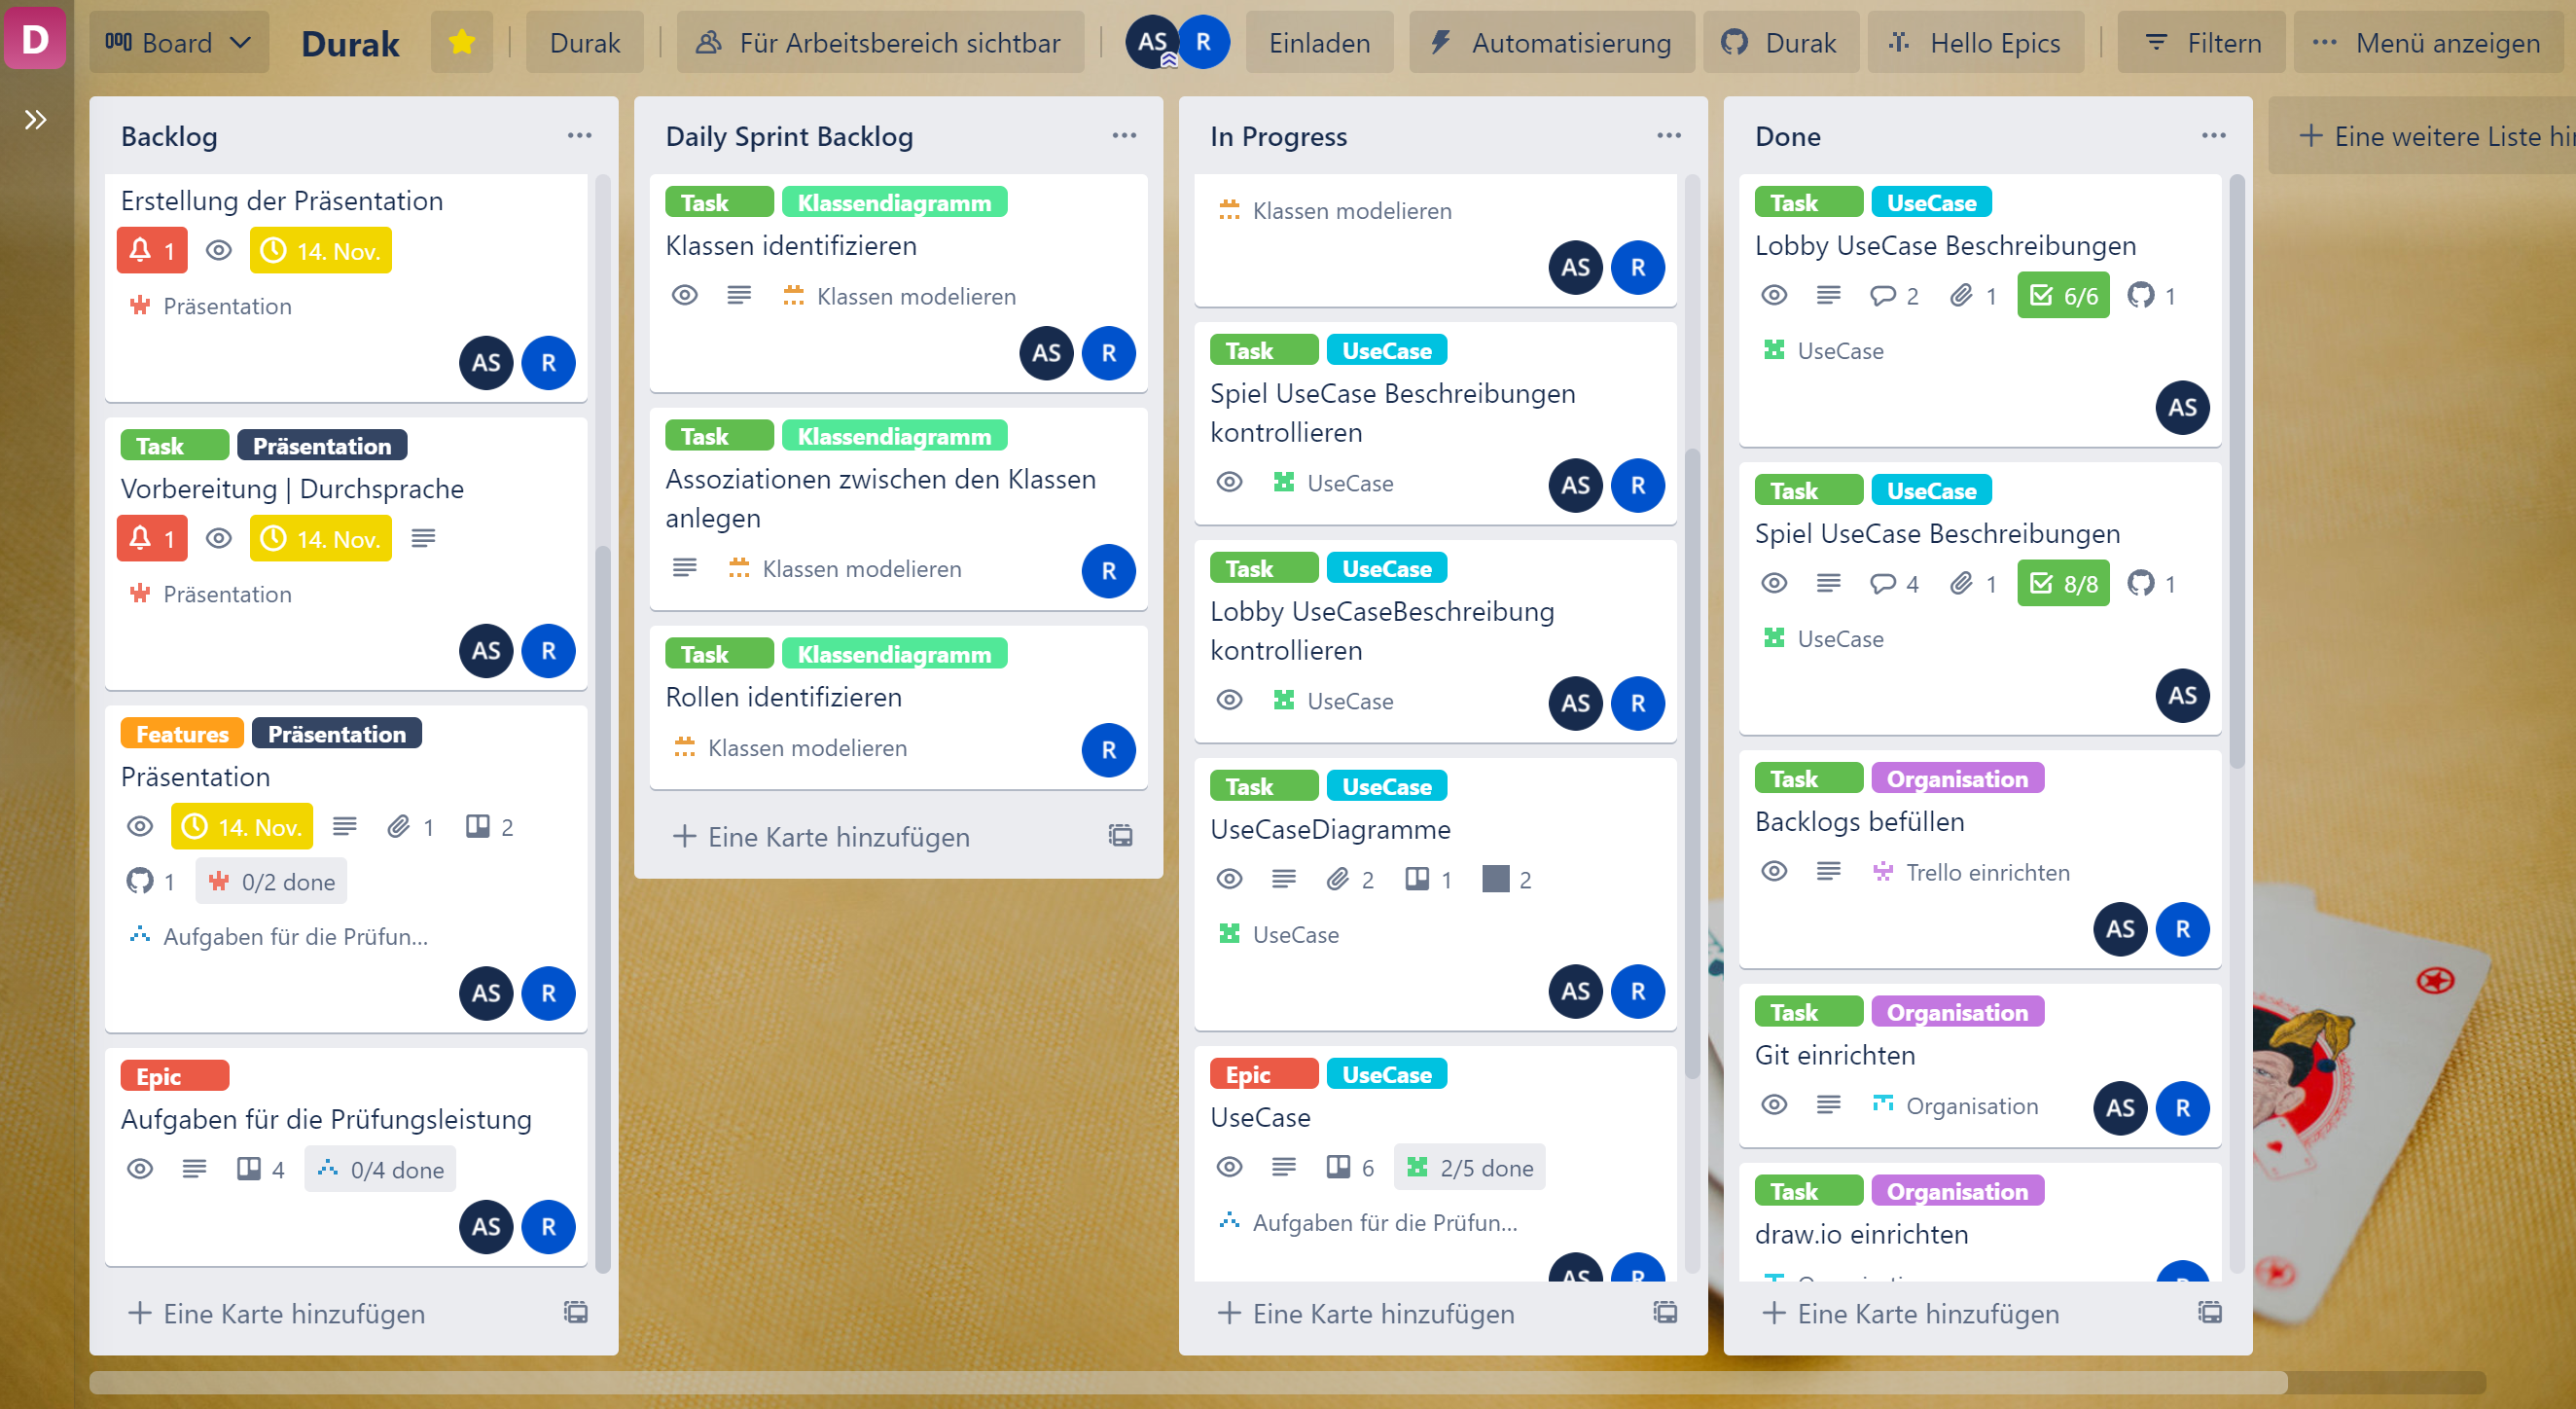 D
Board
Durak
Durak
Für Arbeitsbereich sichtbar
AS
R
Einladen
Automatisierung
Durak
Hello Epics
Filtern
Menü anzeigen
Backlog
Erstellung der Präsentation
1
14. Nov.
Präsentation
AS R
Task Präsentation
Vorbereitung | Durchsprache
1
14. Nov.
Präsentation
AS R
Features Präsentation
Präsentation
14. Nov. 1 2
1 0/2 done
Aufgaben für die Prüfun...
AS R
Epic
Aufgaben für die Prüfungsleistung
4 0/4 done
AS R
Eine Karte hinzufügen
Daily Sprint Backlog
Task Klassendiagramm
Klassen identifizieren
Klassen modelieren
AS R
Task Klassendiagramm
Assoziationen zwischen den Klassen
anlegen
Klassen modelieren
R
Task Klassendiagramm
Rollen identifizieren
Klassen modelieren
R
Eine Karte hinzufügen
In Progress
Klassen modelieren
AS R
Task UseCase
Spiel UseCase Beschreibungen
kontrollieren
UseCase
AS R
Task UseCase
Lobby UseCaseBeschreibung
kontrollieren
UseCase
AS R
Task UseCase
UseCaseDiagramme
2 1 2
UseCase
AS R
Epic UseCase
UseCase
6 2/5 done
Aufgaben für die Prüfun...
AS R
Eine Karte hinzufügen
Done
Task UseCase
Lobby UseCase Beschreibungen
2 1 6/6 1
UseCase
AS
Task UseCase
Spiel UseCase Beschreibungen
4 1 8/8 1
UseCase
AS
Task Organisation
Backlogs befüllen
Trello einrichten
AS R
Task Organisation
Git einrichten
Organisation
AS R
Task Organisation
draw.io einrichten
R
Eine Karte hinzufügen
Eine weitere Liste